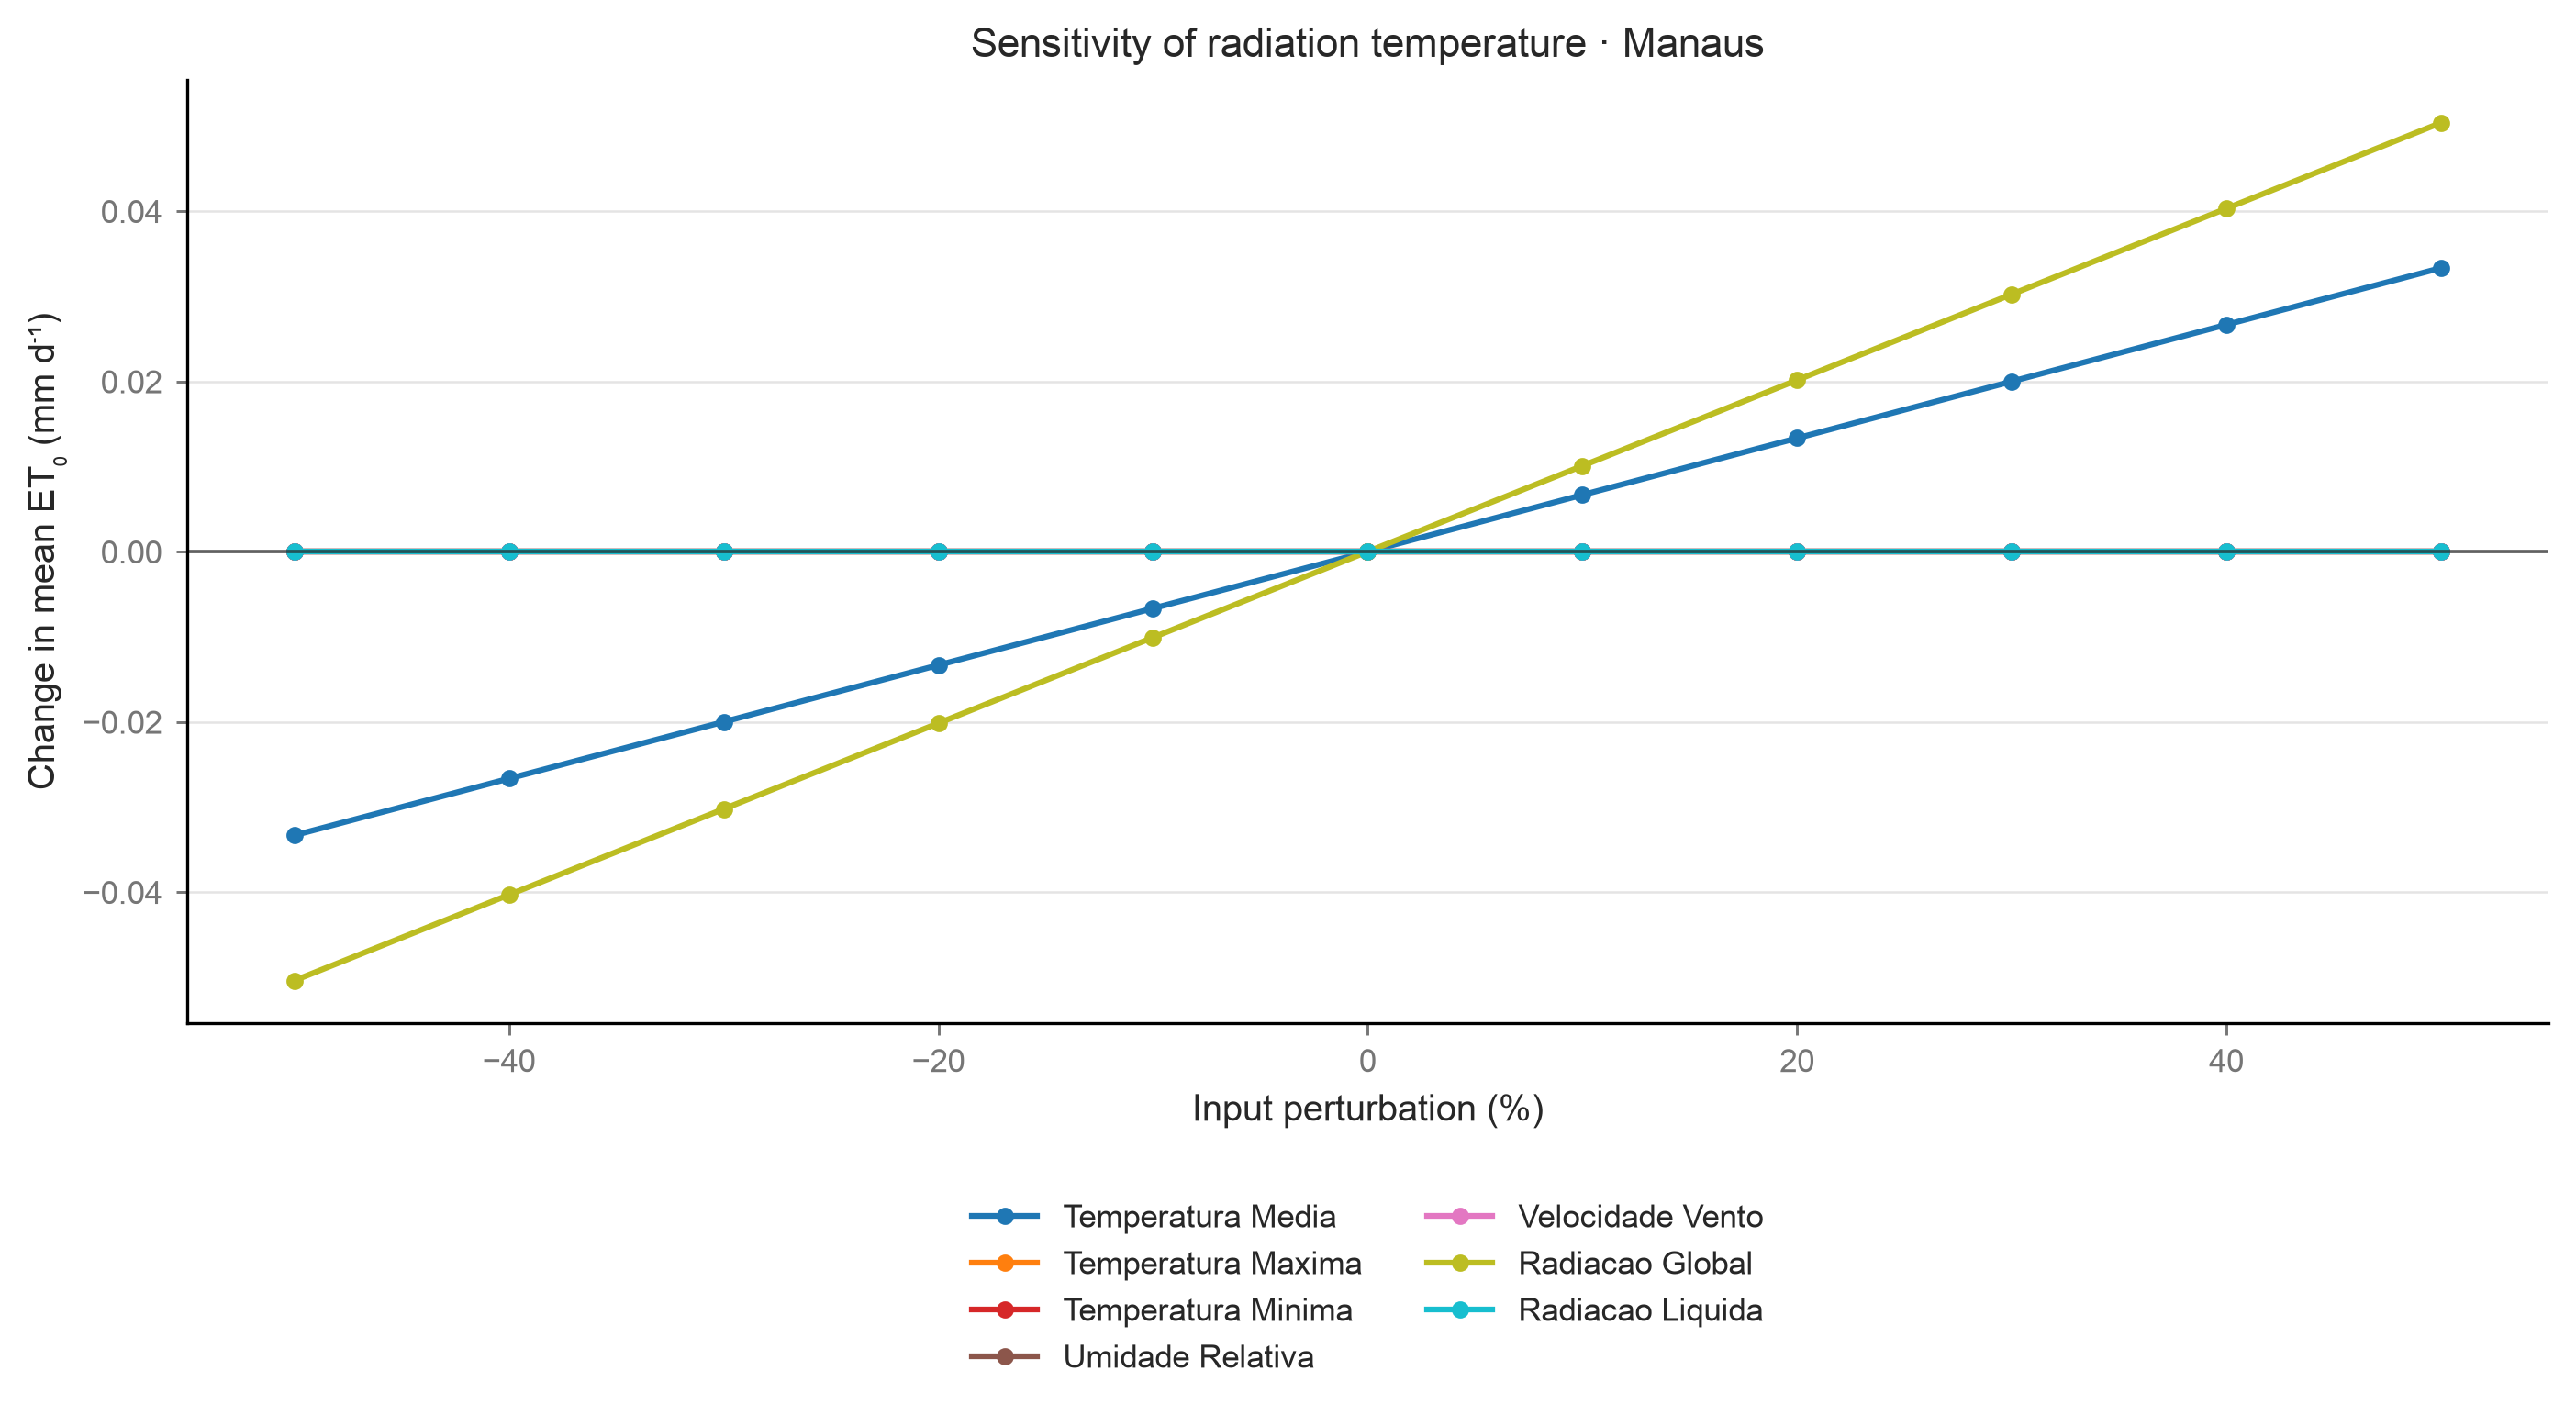 Sensitivity of radiation temperature · Manaus
Change in mean ET₀ (mm d⁻¹)
0.04
0.02
0.00
−0.02
−0.04
−40
−20
0
20
40
Input perturbation (%)
Temperatura Media
Temperatura Maxima
Temperatura Minima
Umidade Relativa
Velocidade Vento
Radiacao Global
Radiacao Liquida